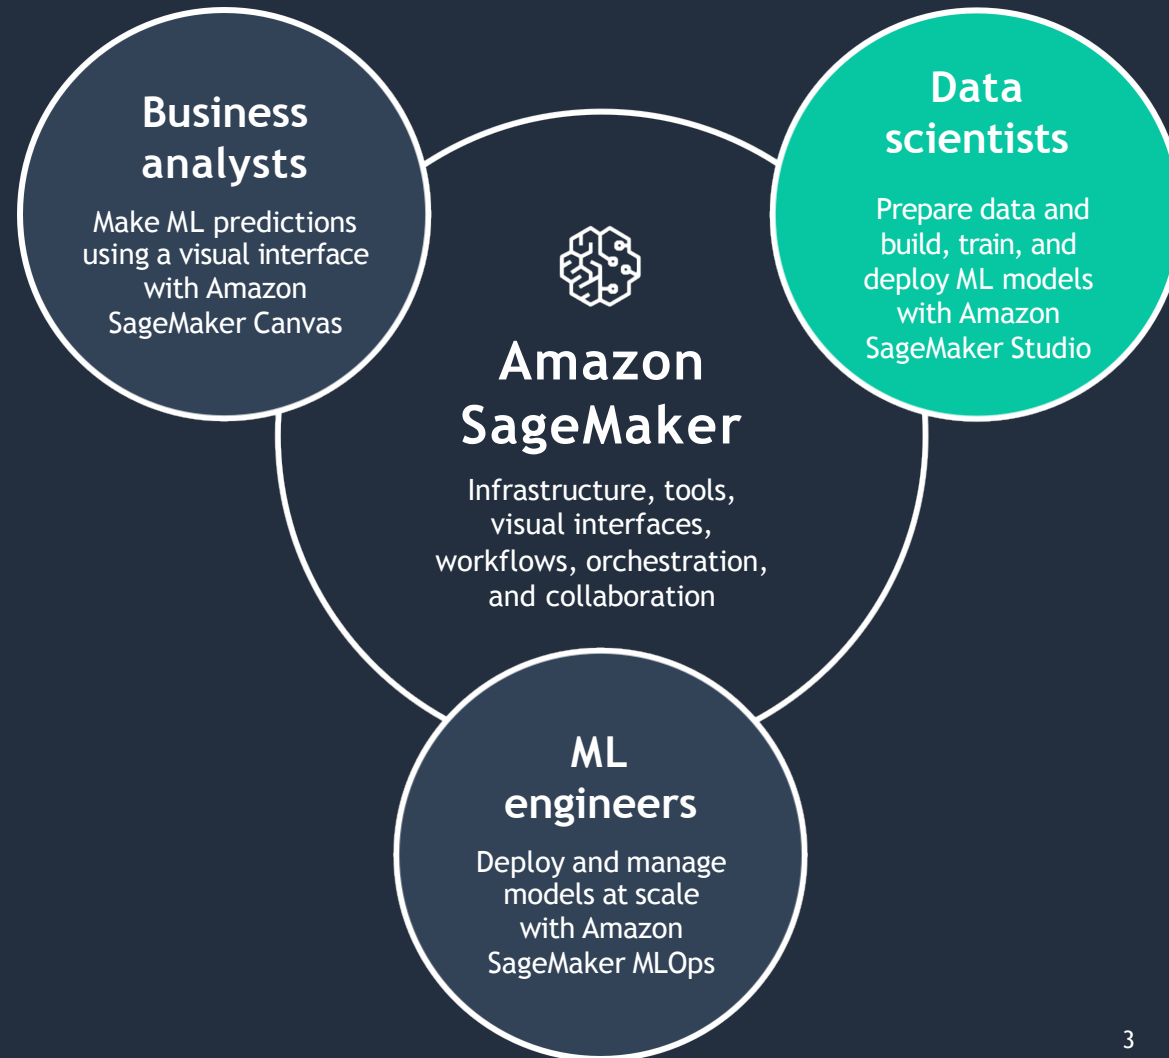 Business
analysts
Make ML predictions
using a visual interface
with Amazon
SageMaker Canvas
Data
scientists
Prepare data and
build, train, and
deploy ML models
with Amazon
SageMaker Studio
Amazon
SageMaker
Infrastructure, tools,
visual interfaces,
workflows, orchestration,
and collaboration
ML
engineers
Deploy and manage
models at scale
with Amazon
SageMaker MLOps
3